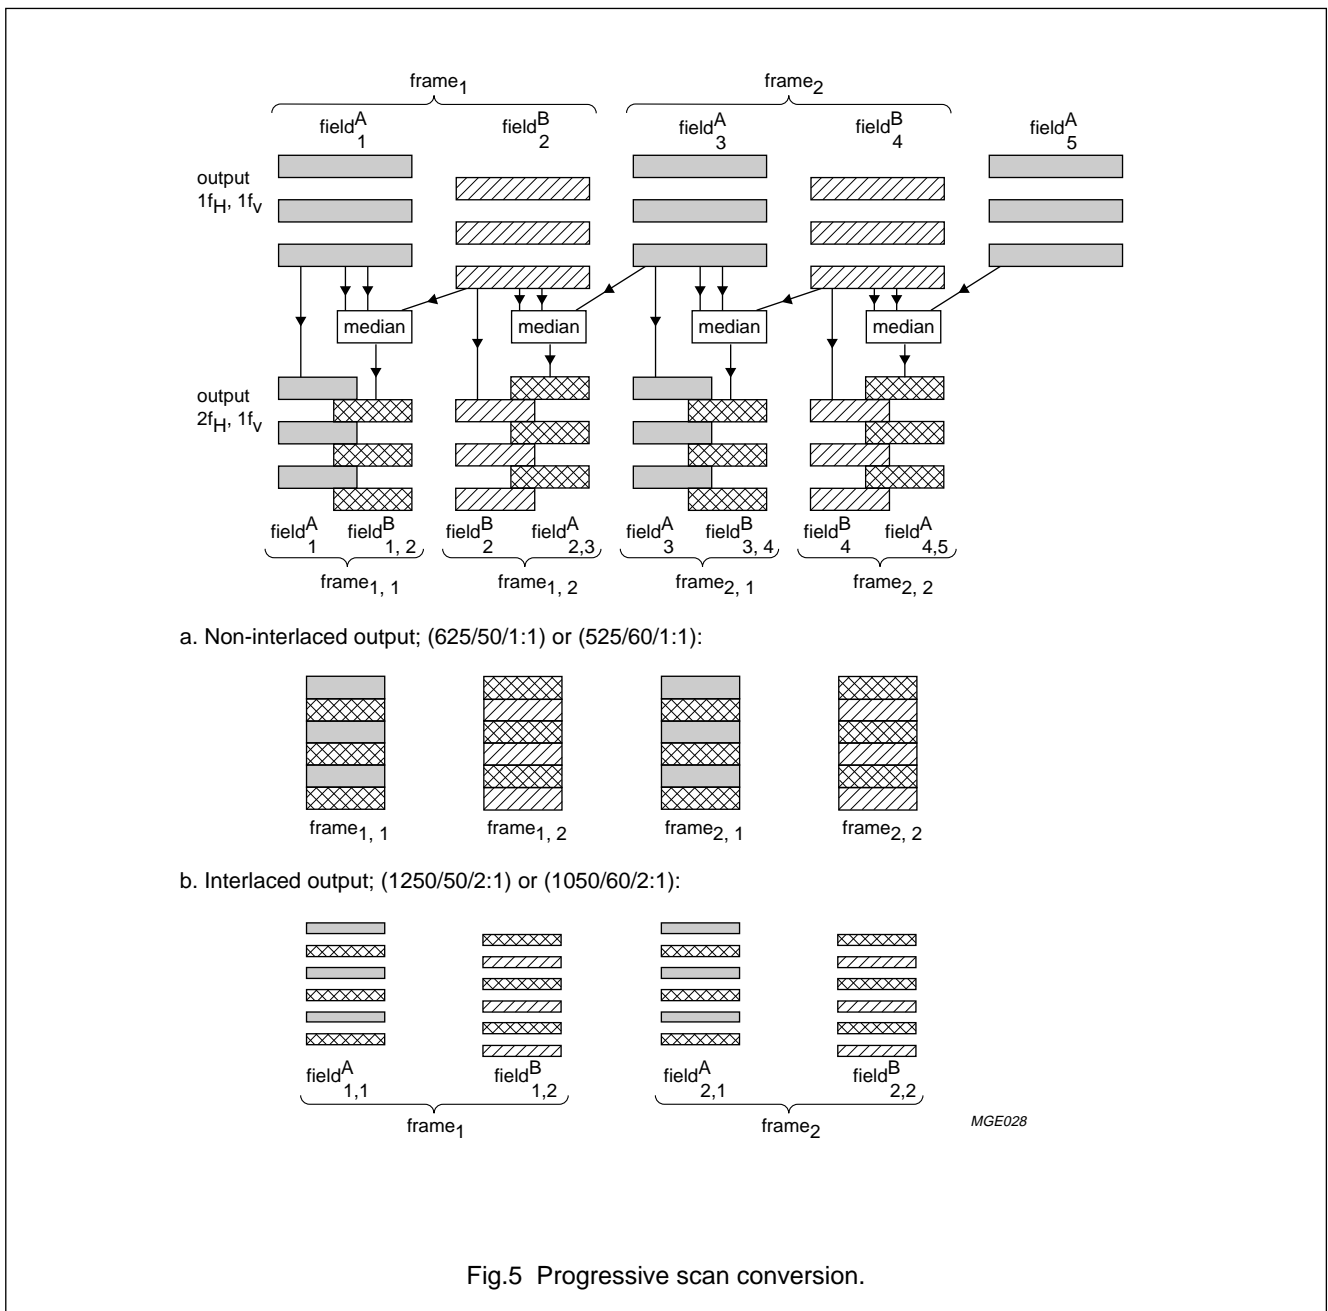 frame1 frame2
fieldA1 fieldB2 fieldA3 fieldB4 fieldA5
output
1fH, 1fv
median median median median
output
2fH, 1fv
fieldA1 fieldB1, 2 fieldB2 fieldA2,3 fieldA3 fieldB3, 4 fieldB4 fieldA4,5
frame1, 1 frame1, 2 frame2, 1 frame2, 2
a. Non-interlaced output; (625/50/1:1) or (525/60/1:1):
frame1, 1 frame1, 2 frame2, 1 frame2, 2
b. Interlaced output; (1250/50/2:1) or (1050/60/2:1):
fieldA1,1 fieldB1,2 fieldA2,1 fieldB2,2
frame1 frame2
MGE028
Fig.5 Progressive scan conversion.